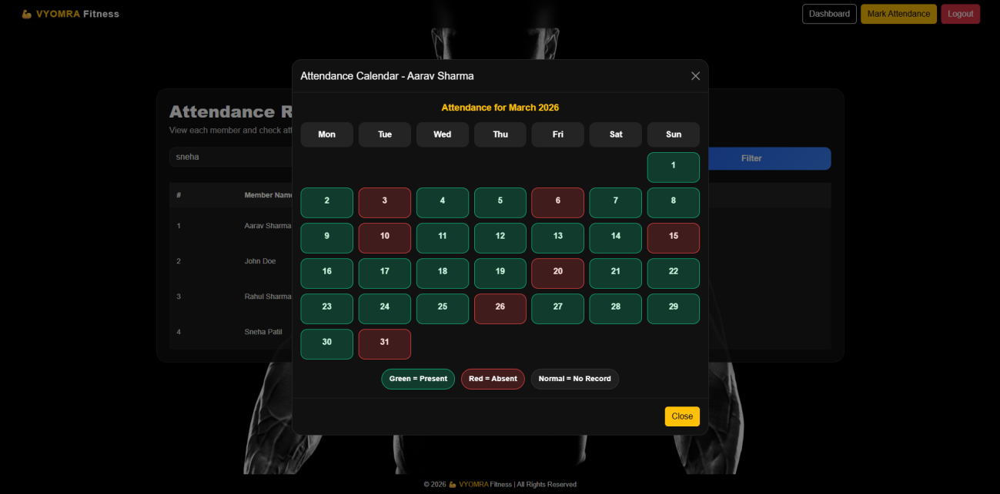 VYOMRA Fitness
Dashboard
Mark Attendance
Logout
Attendance Calendar - Aarav Sharma
Attendance for March 2026
Mon Tue Wed Thu Fri Sat Sun
1
2 3 4 5 6 7 8
9 10 11 12 13 14 15
16 17 18 19 20 21 22
23 24 25 26 27 28 29
30 31
Green = Present
Red = Absent
Normal = No Record
Close
Attendance R
View each member and check
sneha
Filter
# Member Name
1 Aarav Sharma
2 John Doe
3 Rahul Sharma
4 Sneha Patil
© 2026 VYOMRA Fitness | All Rights Reserved